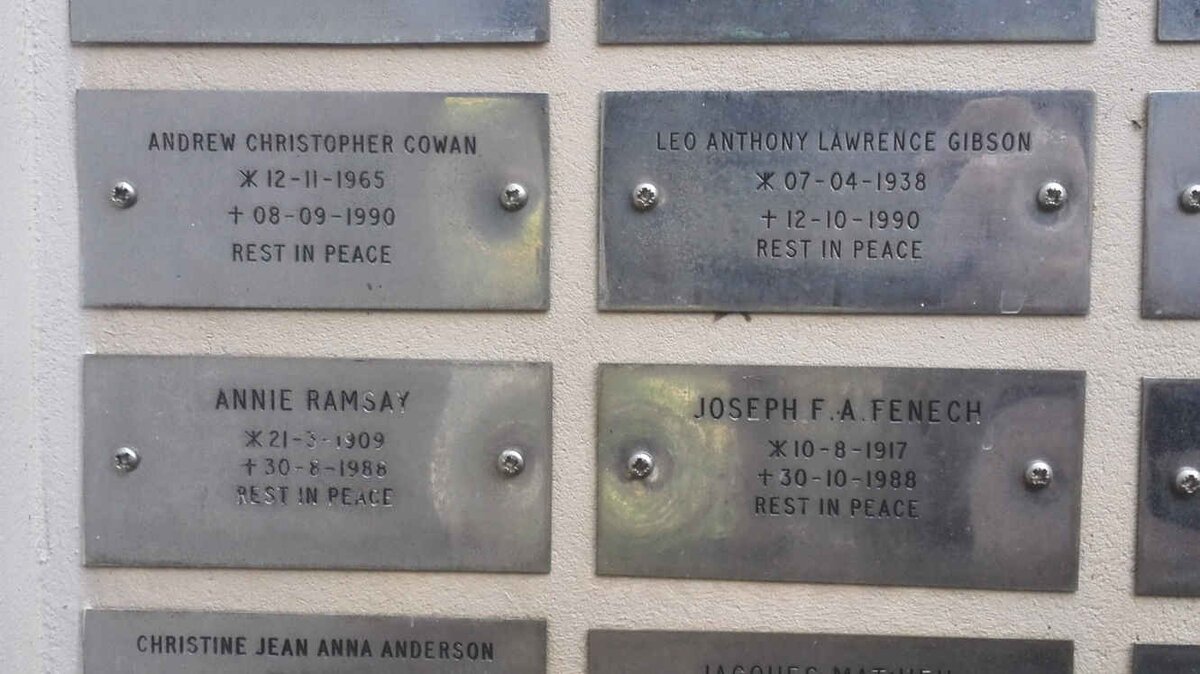 ANDREW CHRISTOPHER COWAN
12-11-1965
† 08-09-1990
REST IN PEACE
LEO ANTHONY LAWRENCE GIBSON
07-04-1938
† 12-10-1990
REST IN PEACE
ANNIE RAMSAY
21-3-1909
† 30-8-1988
REST IN PEACE
JOSEPH F.A. FENECH
10-8-1917
† 30-10-1988
REST IN PEACE
CHRISTINE JEAN ANNA ANDERSON
JACQUES